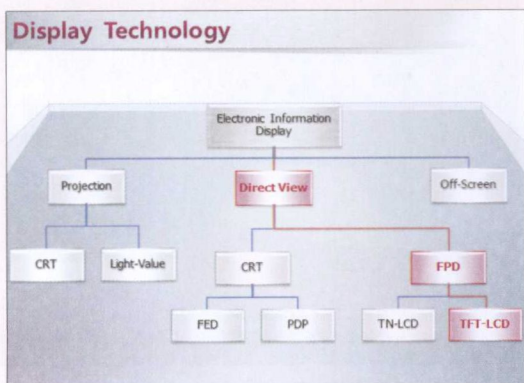 Display Technology
Electronic Information
Display
Projection
Direct View
Off-Screen
CRT
Light-Value
CRT
FPD
FED
PDP
TN-LCD
TFT-LCD